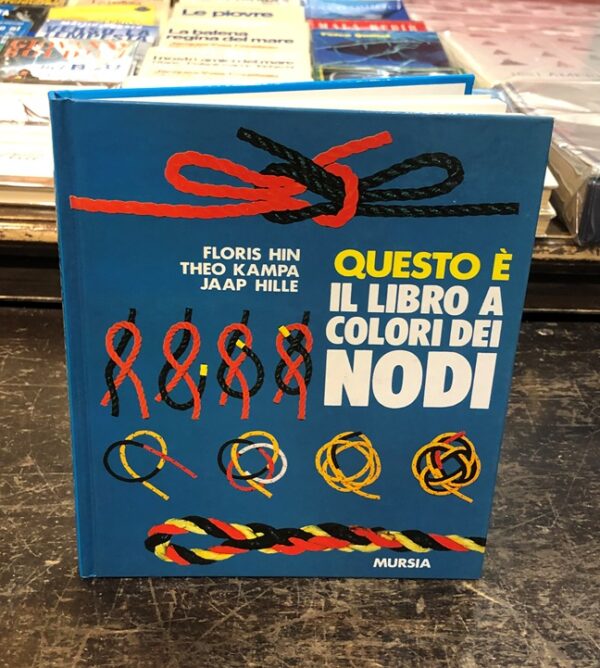 Le piovre
La balena
regina del mare
FLORIS HIN
THEO KAMPA
JAAP HILLE
QUESTO È
IL LIBRO A
COLORI DEI
NODI
MURSIA